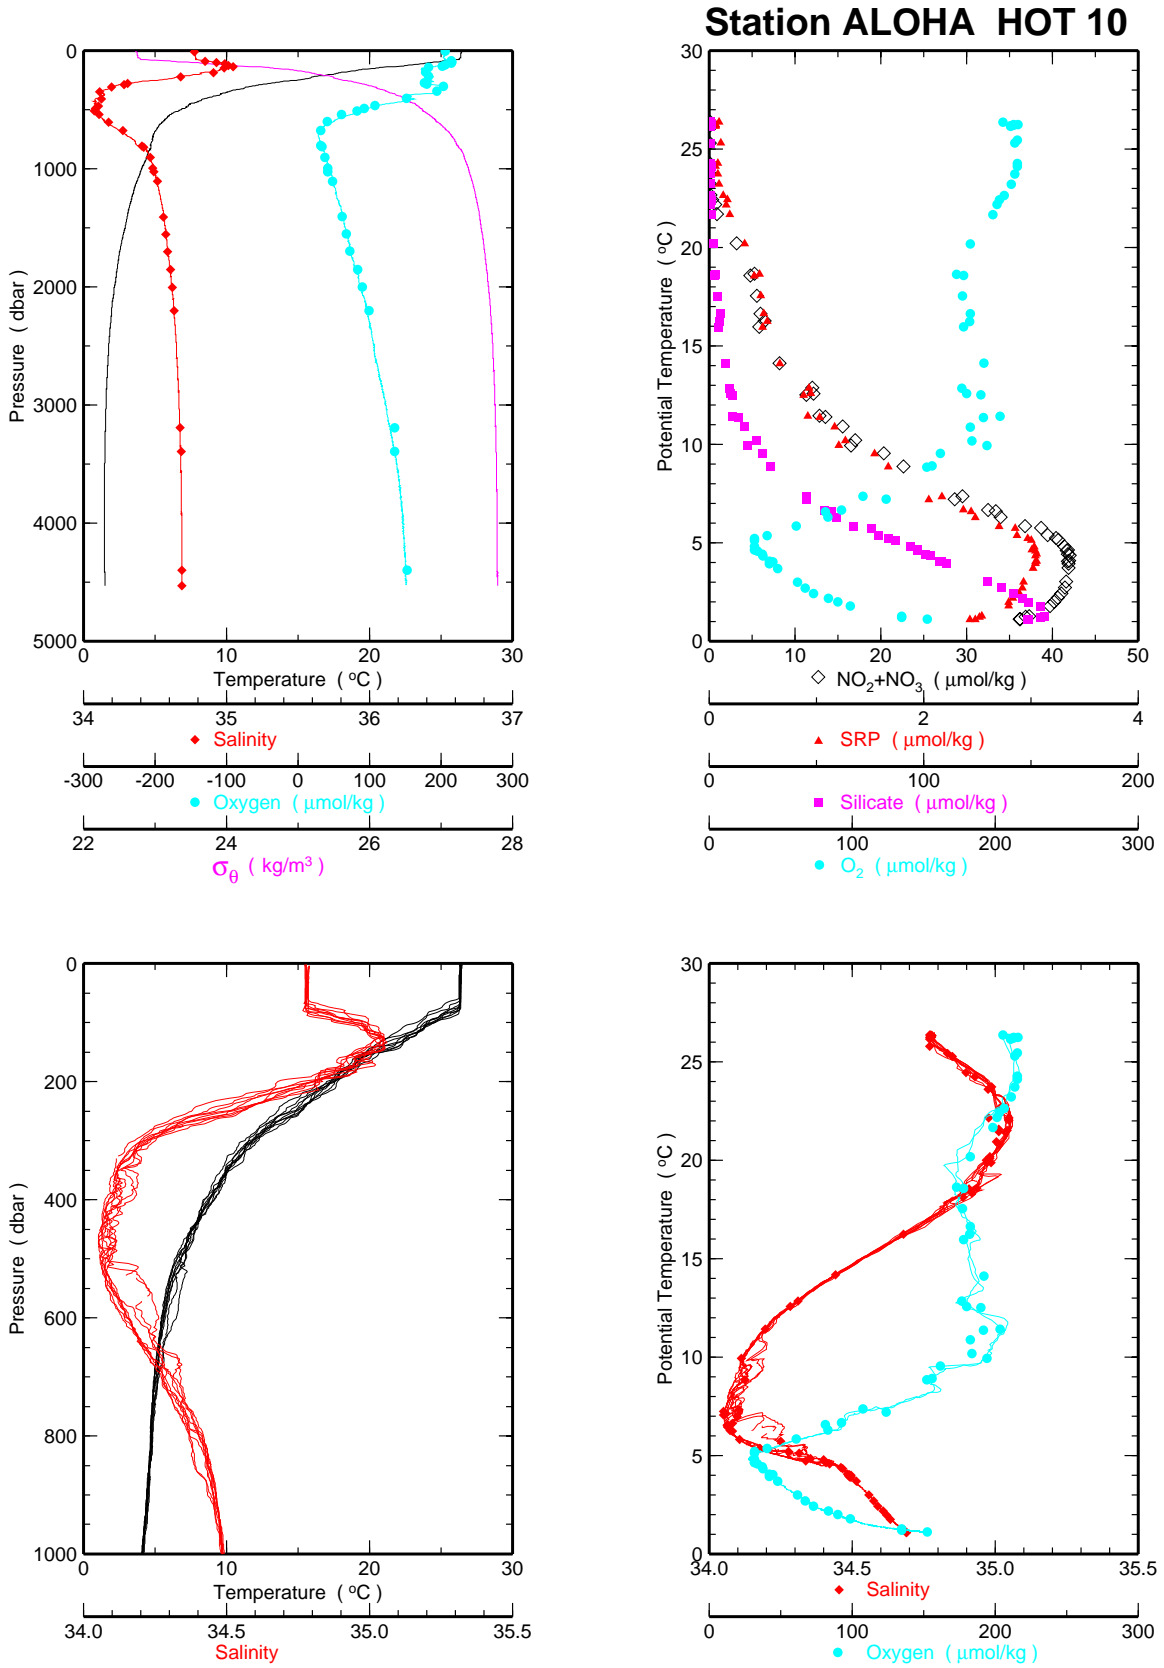 Station ALOHA HOT 10
0
1000
2000
3000
4000
5000
Pressure ( dbar)
0 10 20 30
Temperature ( °C)
34 35 36 37
Salinity
-300 -200 -100 0 100 200 300
Oxygen ( μmol/kg)
22 24 26 28
σθ ( kg/m³)
30
25
20
15
10
5
0
Potential Temperature ( °C)
0 10 20 30 40 50
NO₂+NO₃ ( μmol/kg)
0 2 4
SRP ( μmol/kg)
0 100 200
Silicate ( μmol/kg)
0 100 200 300
O₂ ( μmol/kg)
0
200
400
600
800
1000
Pressure ( dbar)
0 10 20 30
Temperature ( °C)
34.0 34.5 35.0 35.5
Salinity
30
25
20
15
10
5
0
Potential Temperature ( °C)
34.0 34.5 35.0 35.5
Salinity
0 100 200 300
Oxygen ( μmol/kg)